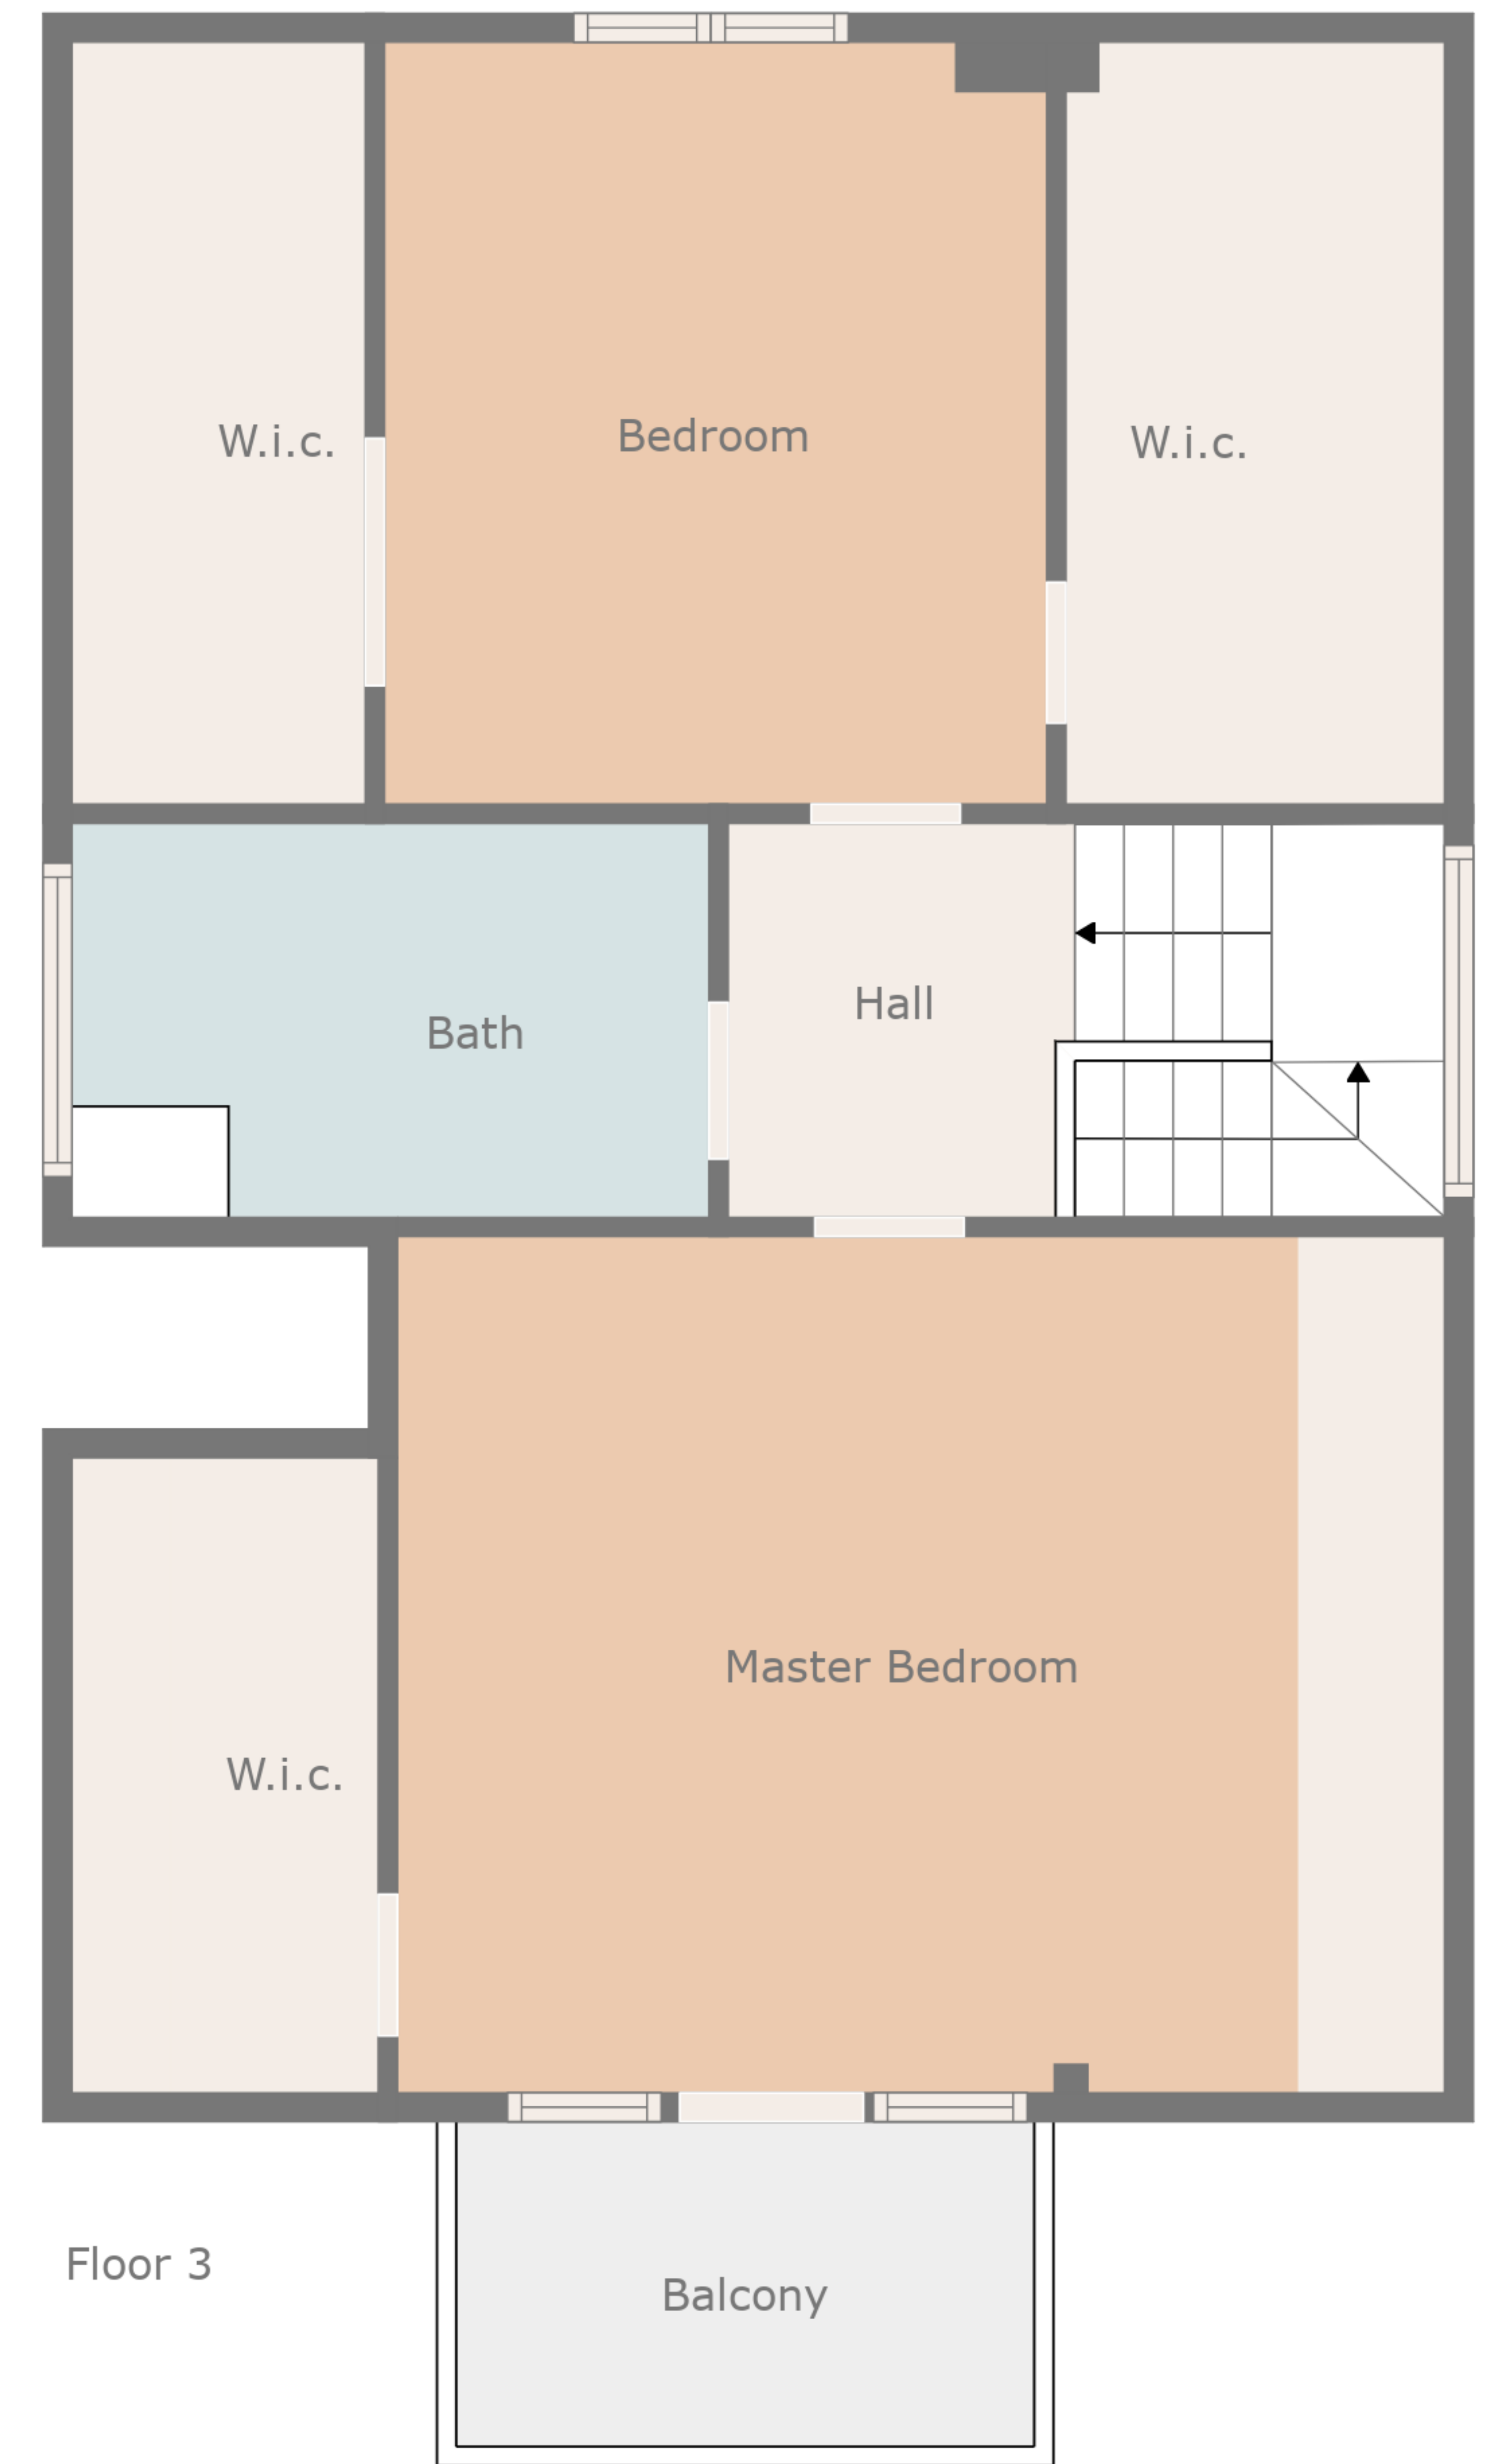 W.i.c.
Bedroom
W.i.c.
Bath
Hall
Master Bedroom
W.i.c.
Floor 3
Balcony